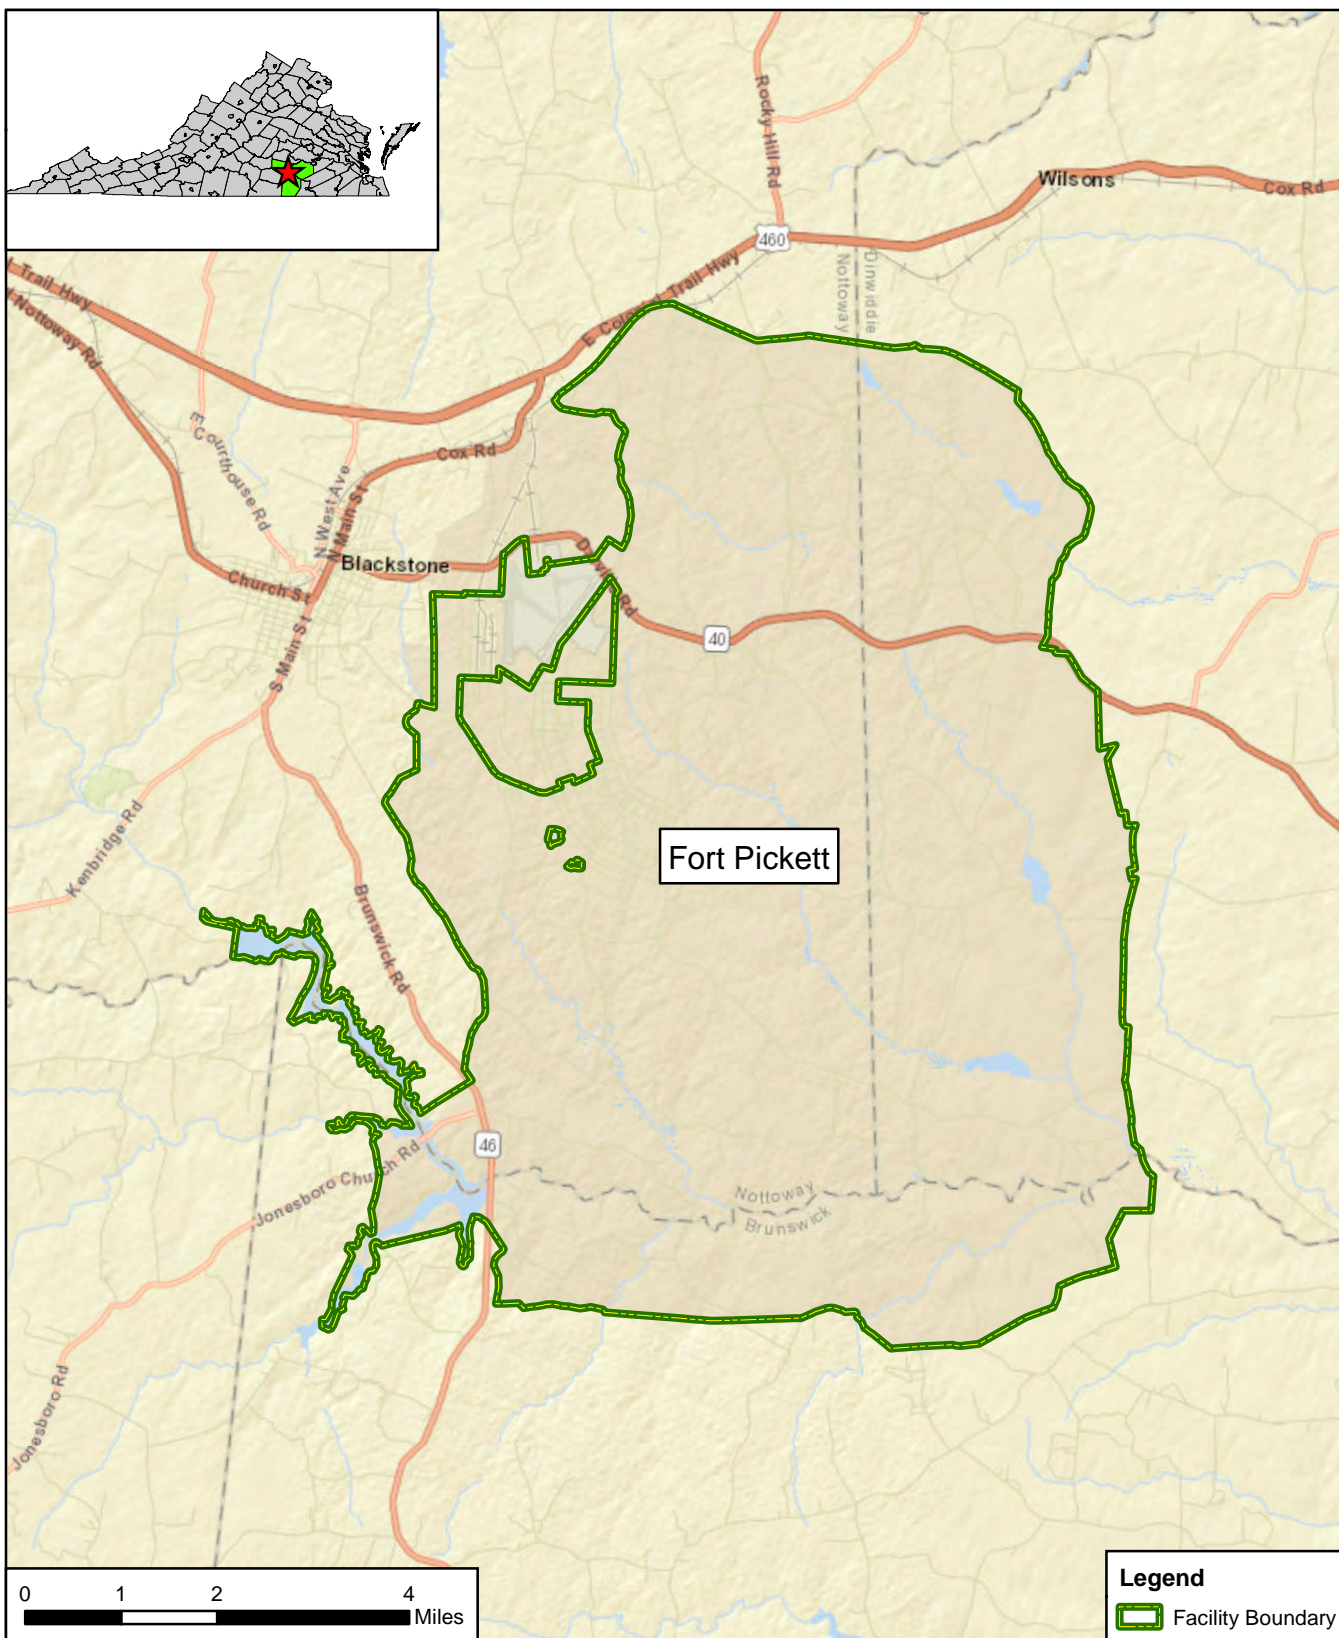 Rocky Hill Rd
Wilsons
Cox Rd
460
Trail Hwy
E Colonial Trail Hwy
Nottoway
Dinwiddie
Nottoway Rd
E Courthouse Rd
Cox Rd
N West Ave
N Main St
Blackstone
Church St
Darvills Rd
40
S Main St
Kenbridge Rd
Fort Pickett
Brunswick Rd
46
Jonesboro Church Rd
Nottoway
Brunswick
Jonesboro Rd
0 1 2 4
Miles
Legend
Facility Boundary